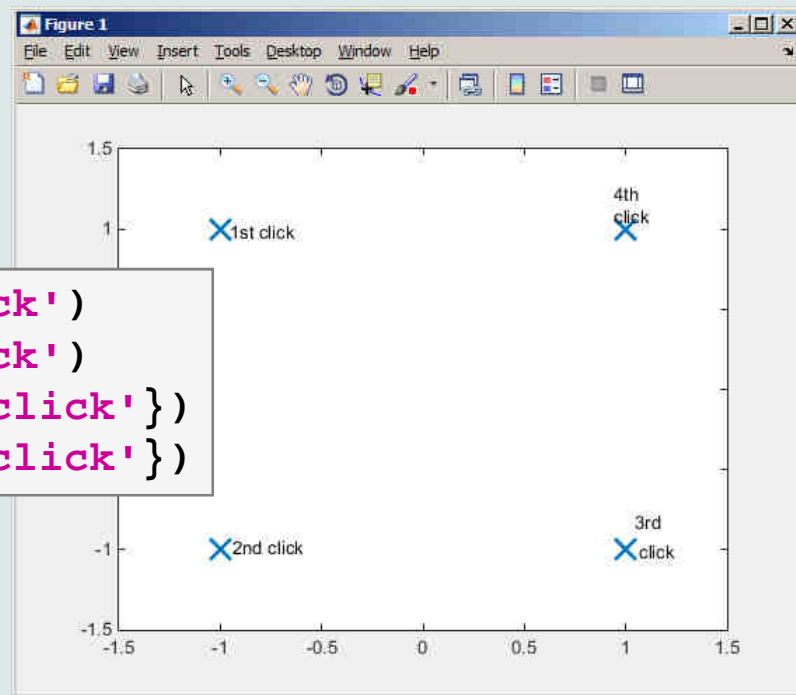 Figure 1
File Edit View Insert Tools Desktop Window Help
1.5
1
-1
-1.5
-1.5 -1 -0.5 0 0.5 1 1.5
1st click
4th
click
2nd click
3rd
click
ck')
ck')
click'})
click'})